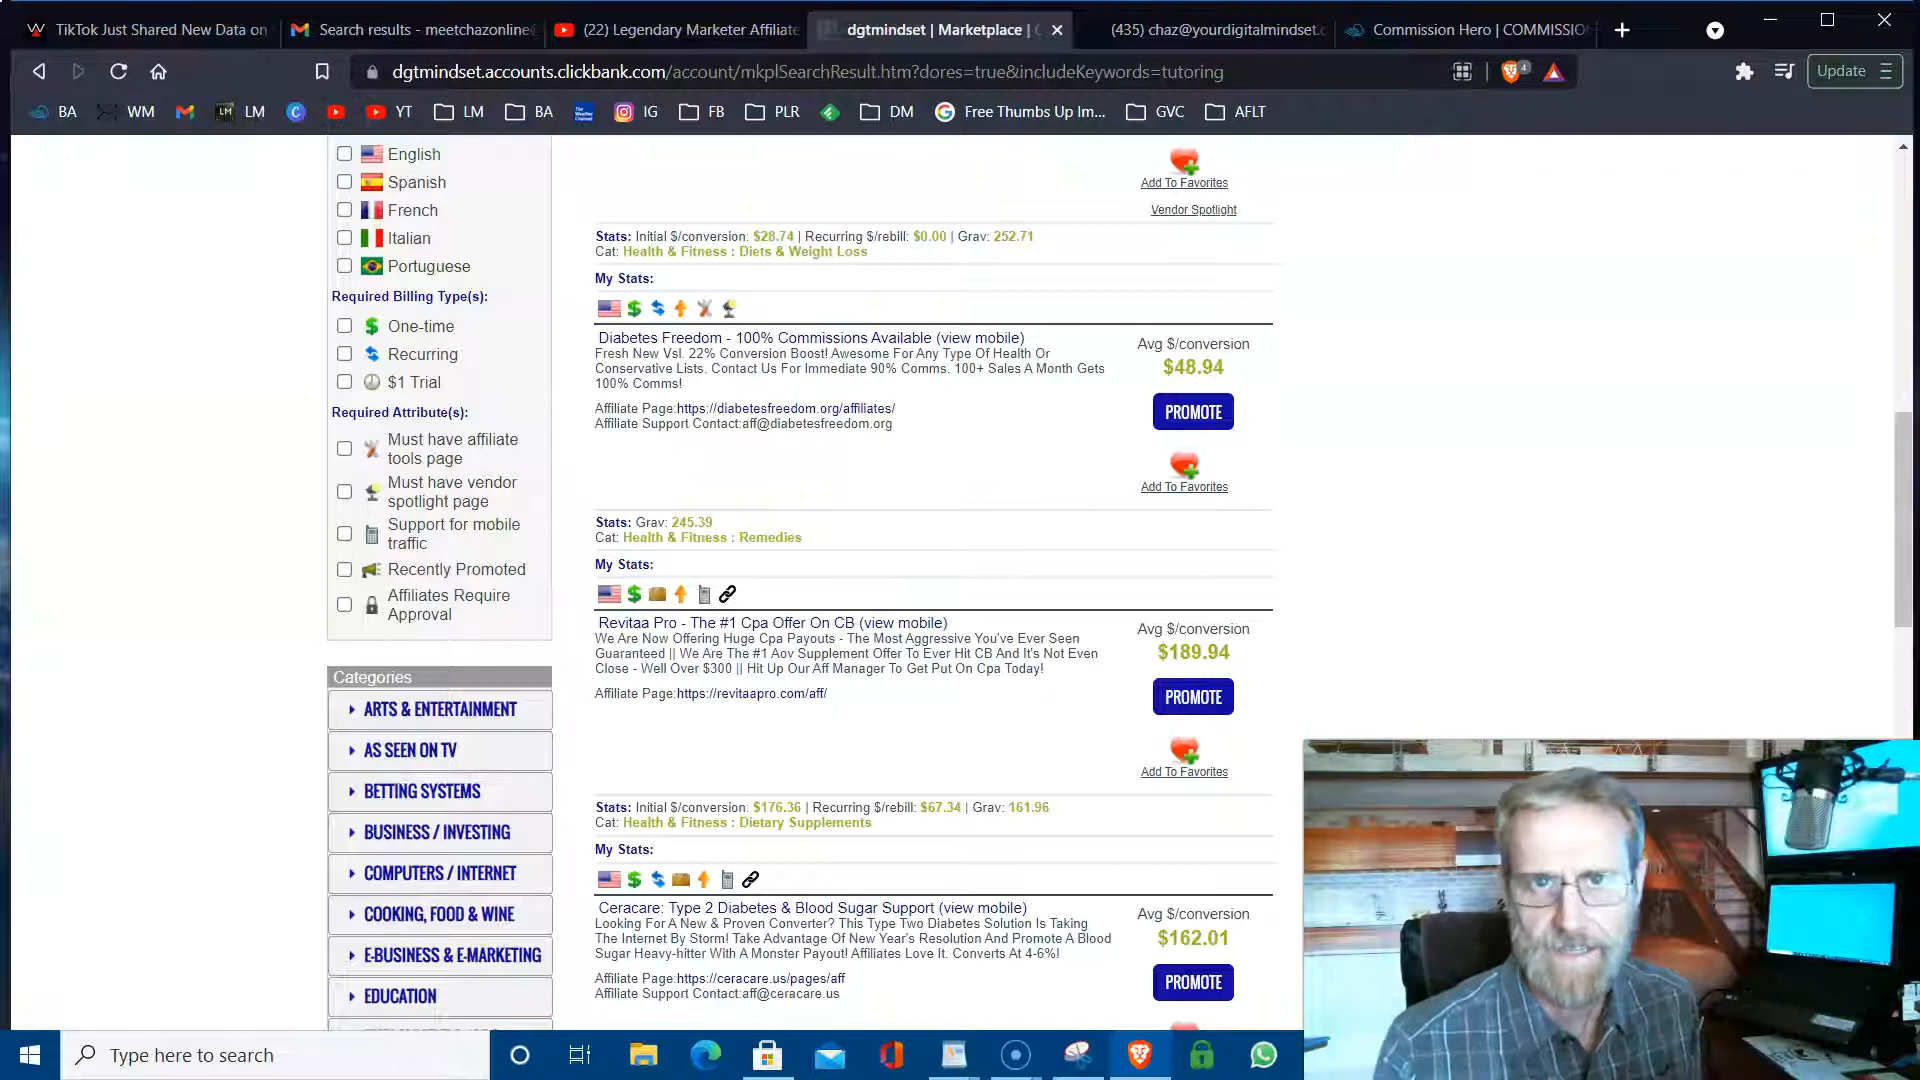 TikTok Just Shared New Data on
Search results - meetchazonline@
(22) Legendary Marketer Affiliate
dgtmindset | Marketplace |
(435) chaz@yourdigitalmindset.c
Commission Hero | COMMISSIO
dgtmindset.accounts.clickbank.com/account/mkplSearchResult.htm?dores=true&includeKeywords=tutoring
4
Update
BA
WM
LM
YT
LM
BA
IG
FB
PLR
DM
Free Thumbs Up Im...
GVC
AFLT
English
Spanish
French
Italian
Portuguese
Required Billing Type(s):
One-time
Recurring
$1 Trial
Required Attribute(s):
Must have affiliate
tools page
Must have vendor
spotlight page
Support for mobile
traffic
Recently Promoted
Affiliates Require
Approval
Categories
ARTS & ENTERTAINMENT
AS SEEN ON TV
BETTING SYSTEMS
BUSINESS / INVESTING
COMPUTERS / INTERNET
COOKING, FOOD & WINE
E-BUSINESS & E-MARKETING
EDUCATION
Add To Favorites
Vendor Spotlight
Stats: Initial $/conversion: $28.74 | Recurring $/rebill: $0.00 | Grav: 252.71
Cat: Health & Fitness : Diets & Weight Loss
My Stats:
Diabetes Freedom - 100% Commissions Available (view mobile)
Fresh New Vsl. 22% Conversion Boost! Awesome For Any Type Of Health Or
Conservative Lists. Contact Us For Immediate 90% Comms. 100+ Sales A Month Gets
100% Comms!
Affiliate Page:https://diabetesfreedom.org/affiliates/
Affiliate Support Contact:aff@diabetesfreedom.org
Avg $/conversion
$48.94
PROMOTE
Add To Favorites
Stats: Grav: 245.39
Cat: Health & Fitness : Remedies
My Stats:
Revitaa Pro - The #1 Cpa Offer On CB (view mobile)
We Are Now Offering Huge Cpa Payouts - The Most Aggressive You've Ever Seen
Guaranteed || We Are The #1 Aov Supplement Offer To Ever Hit CB And It's Not Even
Close - Well Over $300 || Hit Up Our Aff Manager To Get Put On Cpa Today!
Affiliate Page:https://revitaapro.com/aff/
Avg $/conversion
$189.94
PROMOTE
Add To Favorites
Stats: Initial $/conversion: $176.36 | Recurring $/rebill: $67.34 | Grav: 161.96
Cat: Health & Fitness : Dietary Supplements
My Stats:
Ceracare: Type 2 Diabetes & Blood Sugar Support (view mobile)
Looking For A New & Proven Converter? This Type Two Diabetes Solution Is Taking
The Internet By Storm! Take Advantage Of New Year's Resolution And Promote A Blood
Sugar Heavy-hitter With A Monster Payout! Affiliates Love It. Converts At 4-6%!
Affiliate Page:https://ceracare.us/pages/aff
Affiliate Support Contact:aff@ceracare.us
Avg $/conversion
$162.01
PROMOTE
Type here to search